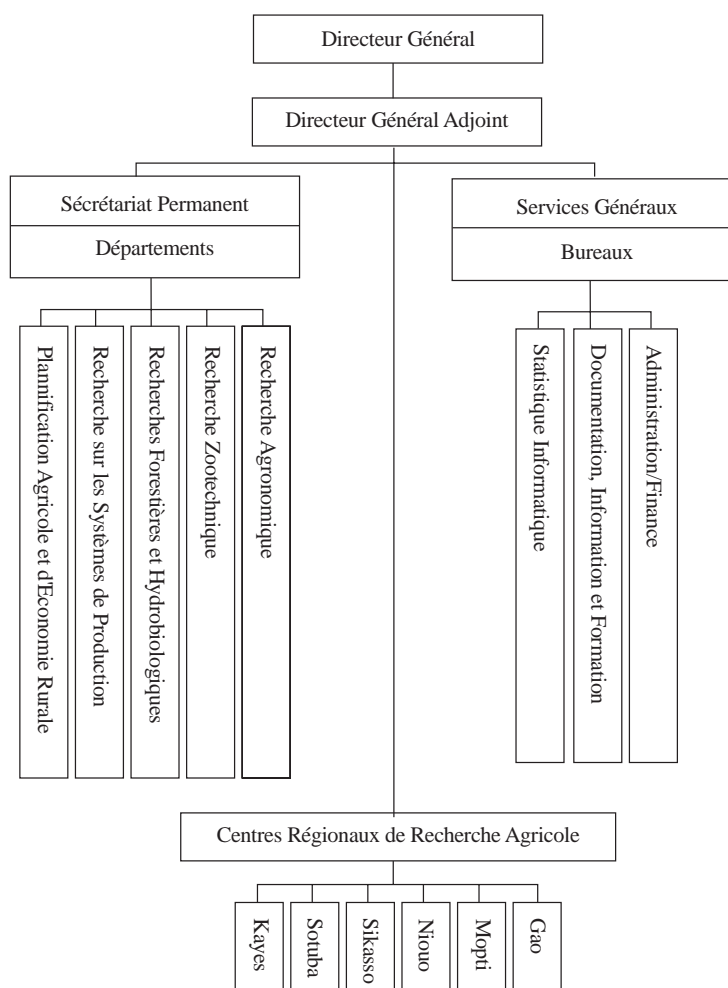 Directeur Général
Directeur Général Adjoint
Sécrétariat Permanent
Départements
Services Généraux
Bureaux
Plannification Agricole et d'Economie Rurale
Recherche sur les Systèmes de Production
Recherches Forestières et Hydrobiologiques
Recherche Zootechnique
Recherche Agronomique
Statistique Informatique
Documentation, Information et Formation
Administration/Finance
Centres Régionaux de Recherche Agricole
Kayes
Sotuba
Sikasso
Niouo
Mopti
Gao